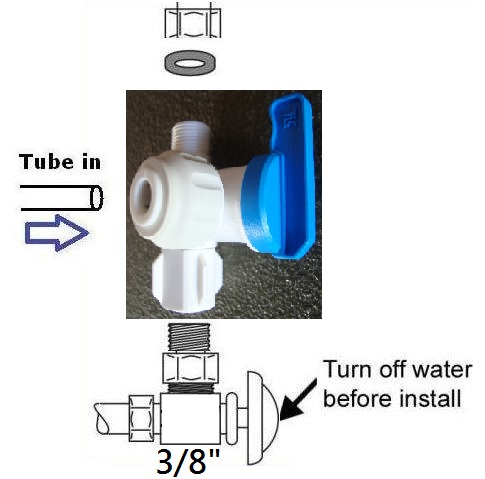 Tube in
Turn off water
before install
3/8"